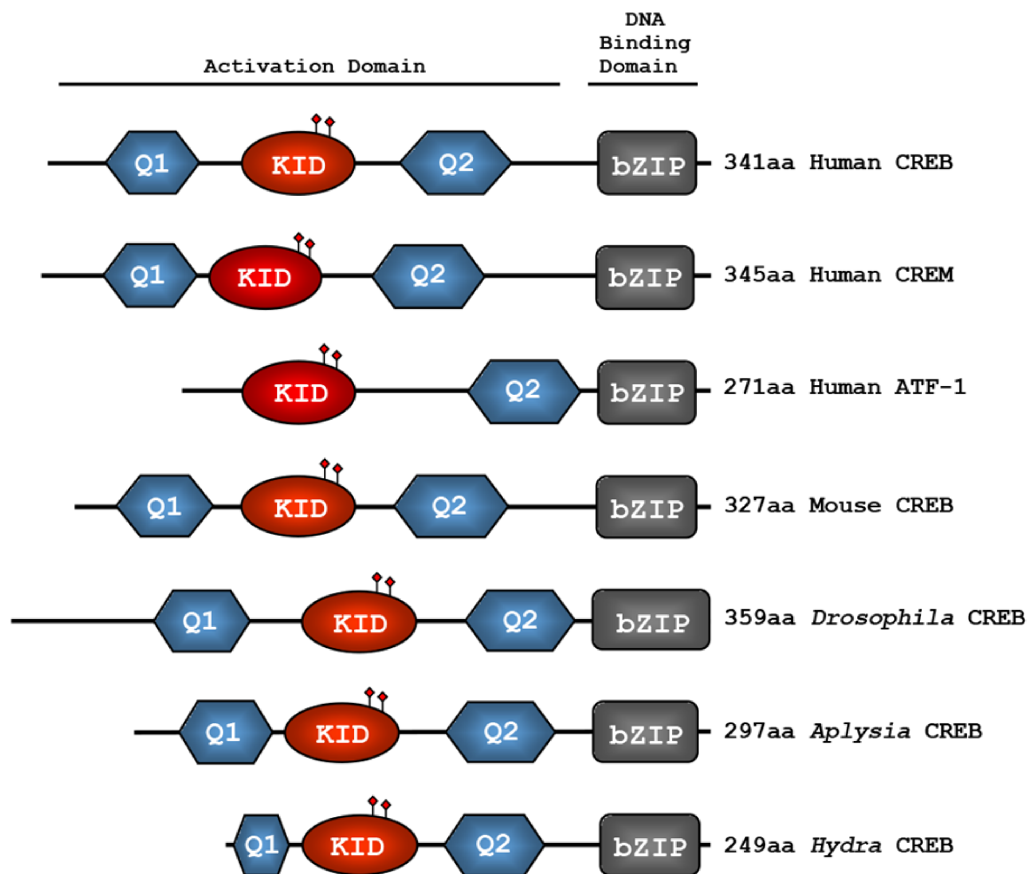 DNA
Binding
Activation Domain Domain
Q1 KID Q2 bZIP 341aa Human CREB
Q1 KID Q2 bZIP 345aa Human CREM
KID Q2 bZIP 271aa Human ATF-1
Q1 KID Q2 bZIP 327aa Mouse CREB
Q1 KID Q2 bZIP 359aa Drosophila CREB
Q1 KID Q2 bZIP 297aa Aplysia CREB
Q1 KID Q2 bZIP 249aa Hydra CREB